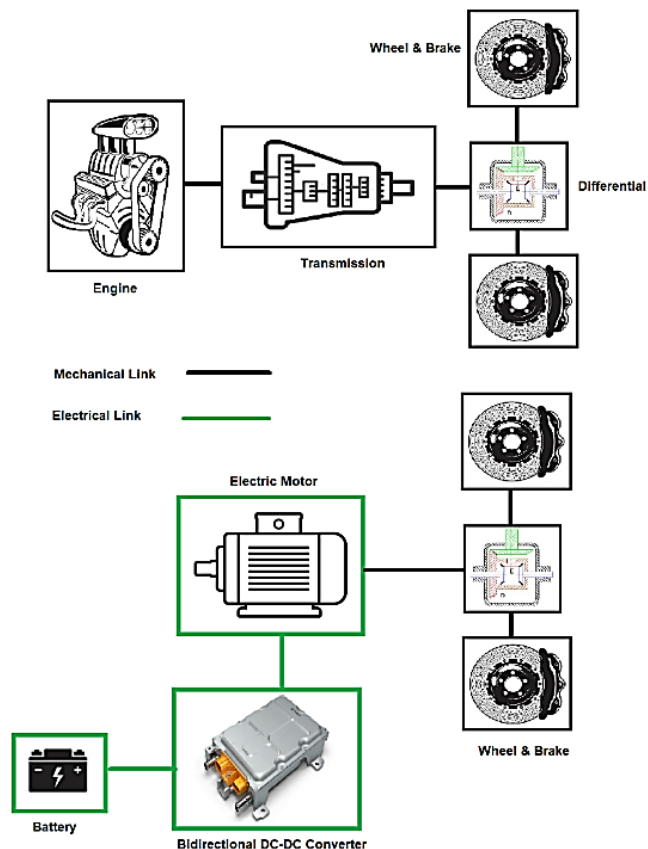 Wheel & Brake
Differential
Transmission
Engine
Mechanical Link
Electrical Link
Electric Motor
Wheel & Brake
Battery
Bidirectional DC-DC Converter